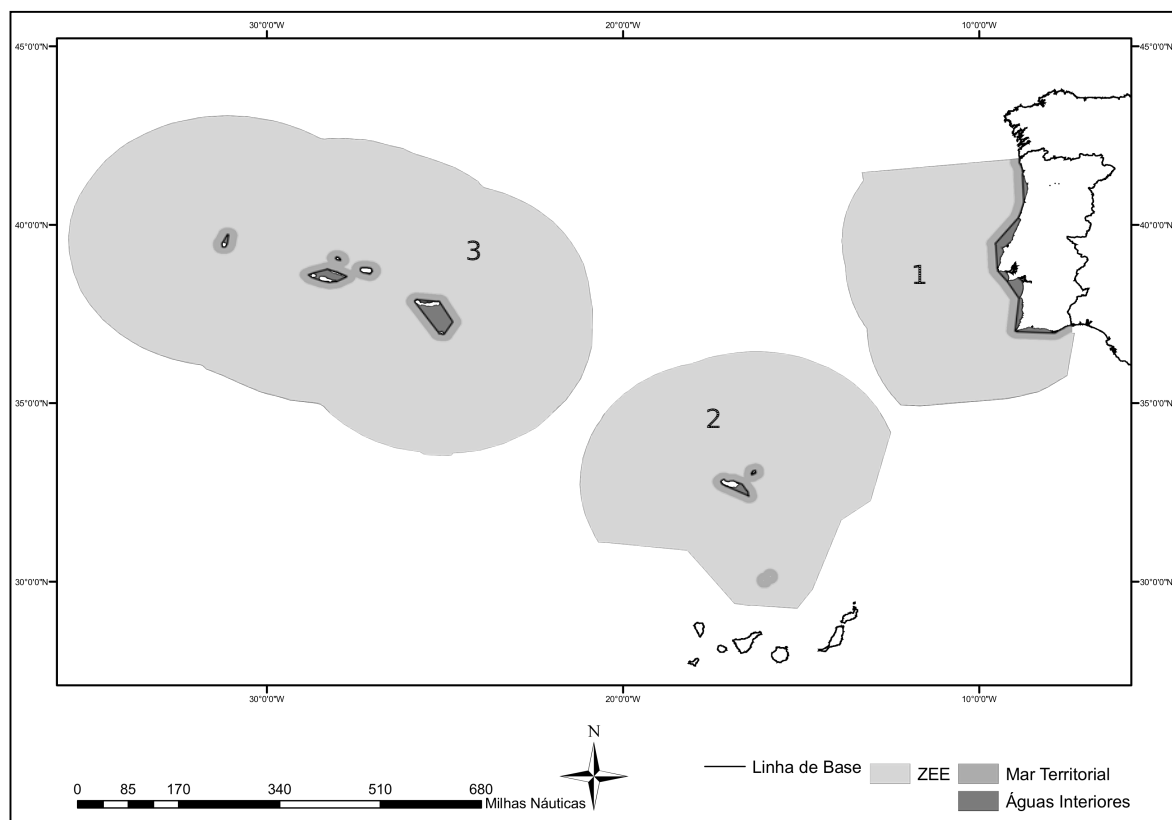 30°0'0"W 20°0'0"W 10°0'0"W
45°0'0"N 45°0'0"N
40°0'0"N 40°0'0"N
3
1
35°0'0"N 35°0'0"N
2
30°0'0"N 30°0'0"N
30°0'0"W 20°0'0"W 10°0'0"W
N
Linha de Base ZEE Mar Territorial
Águas Interiores
0 85 170 340 510 680
Milhas Náuticas